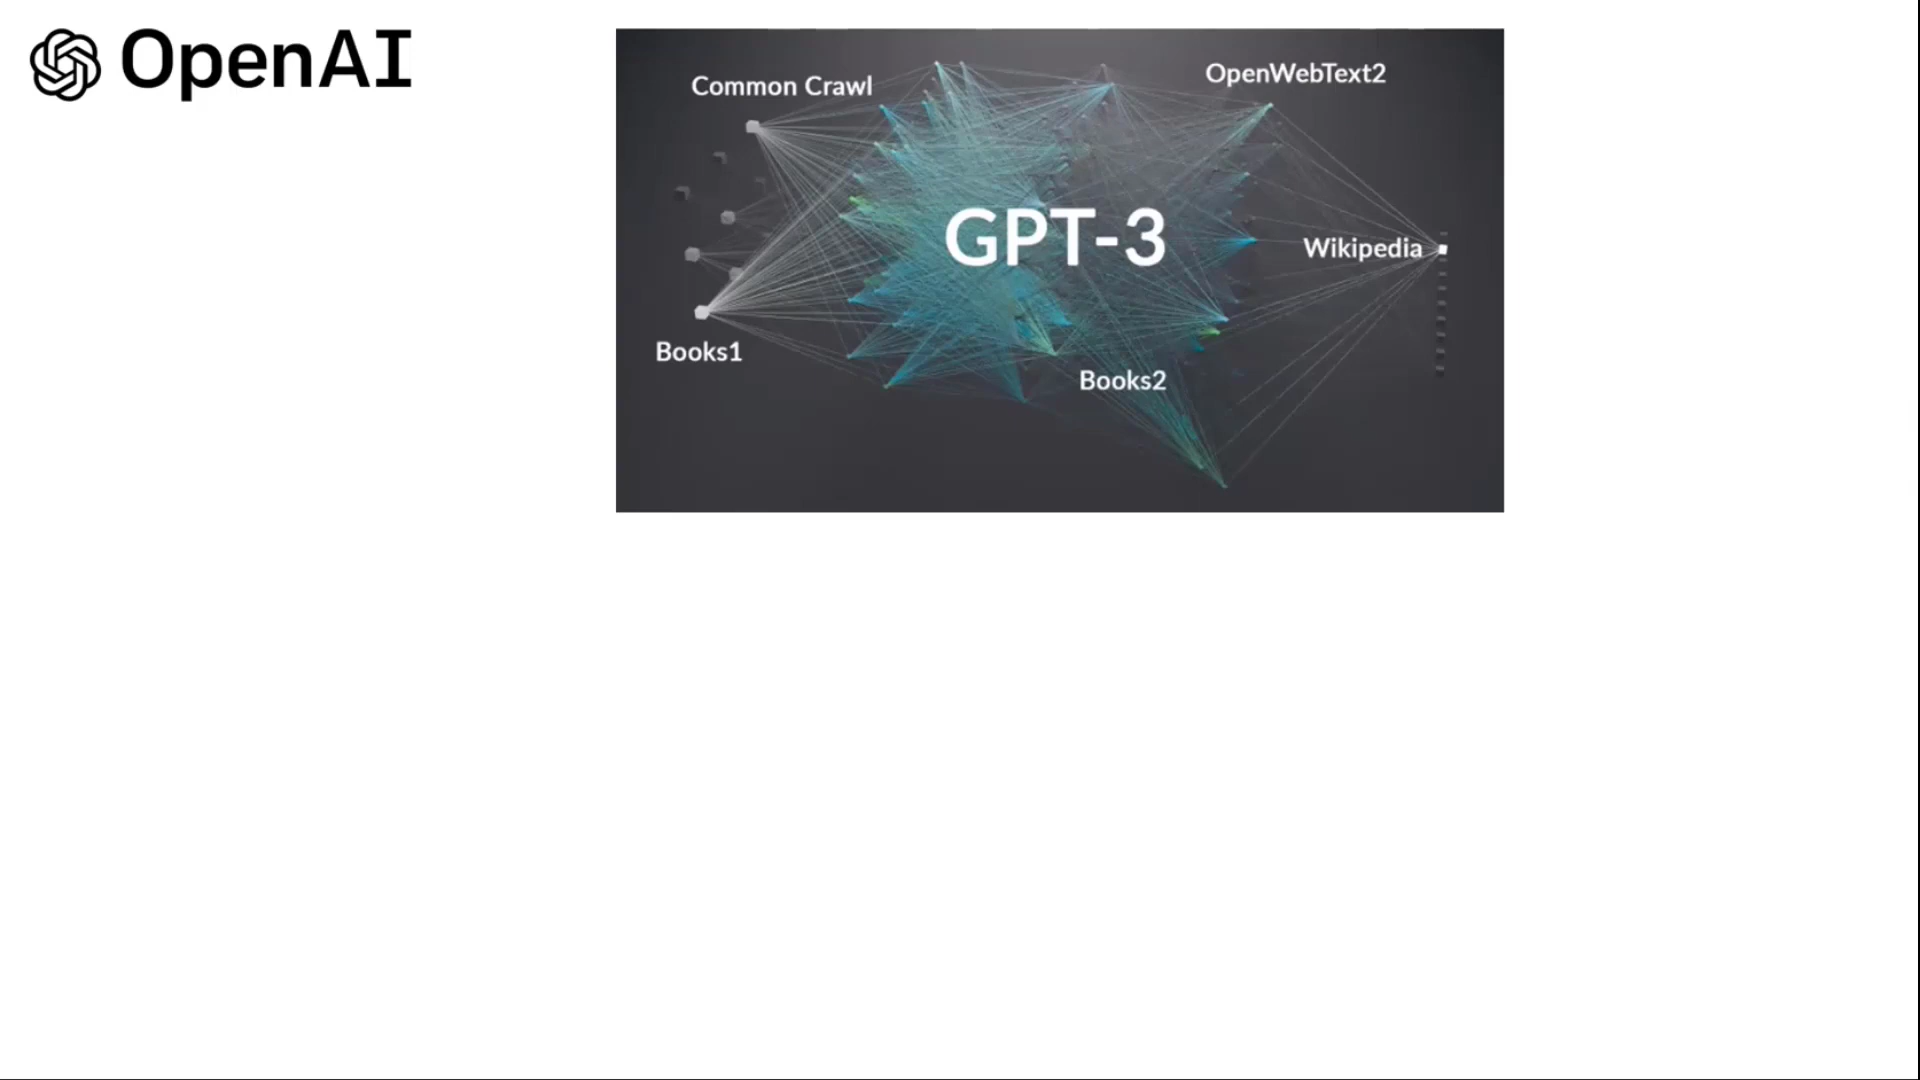 OpenAI
Common Crawl
OpenWebText2
GPT-3
Wikipedia
Books1
Books2